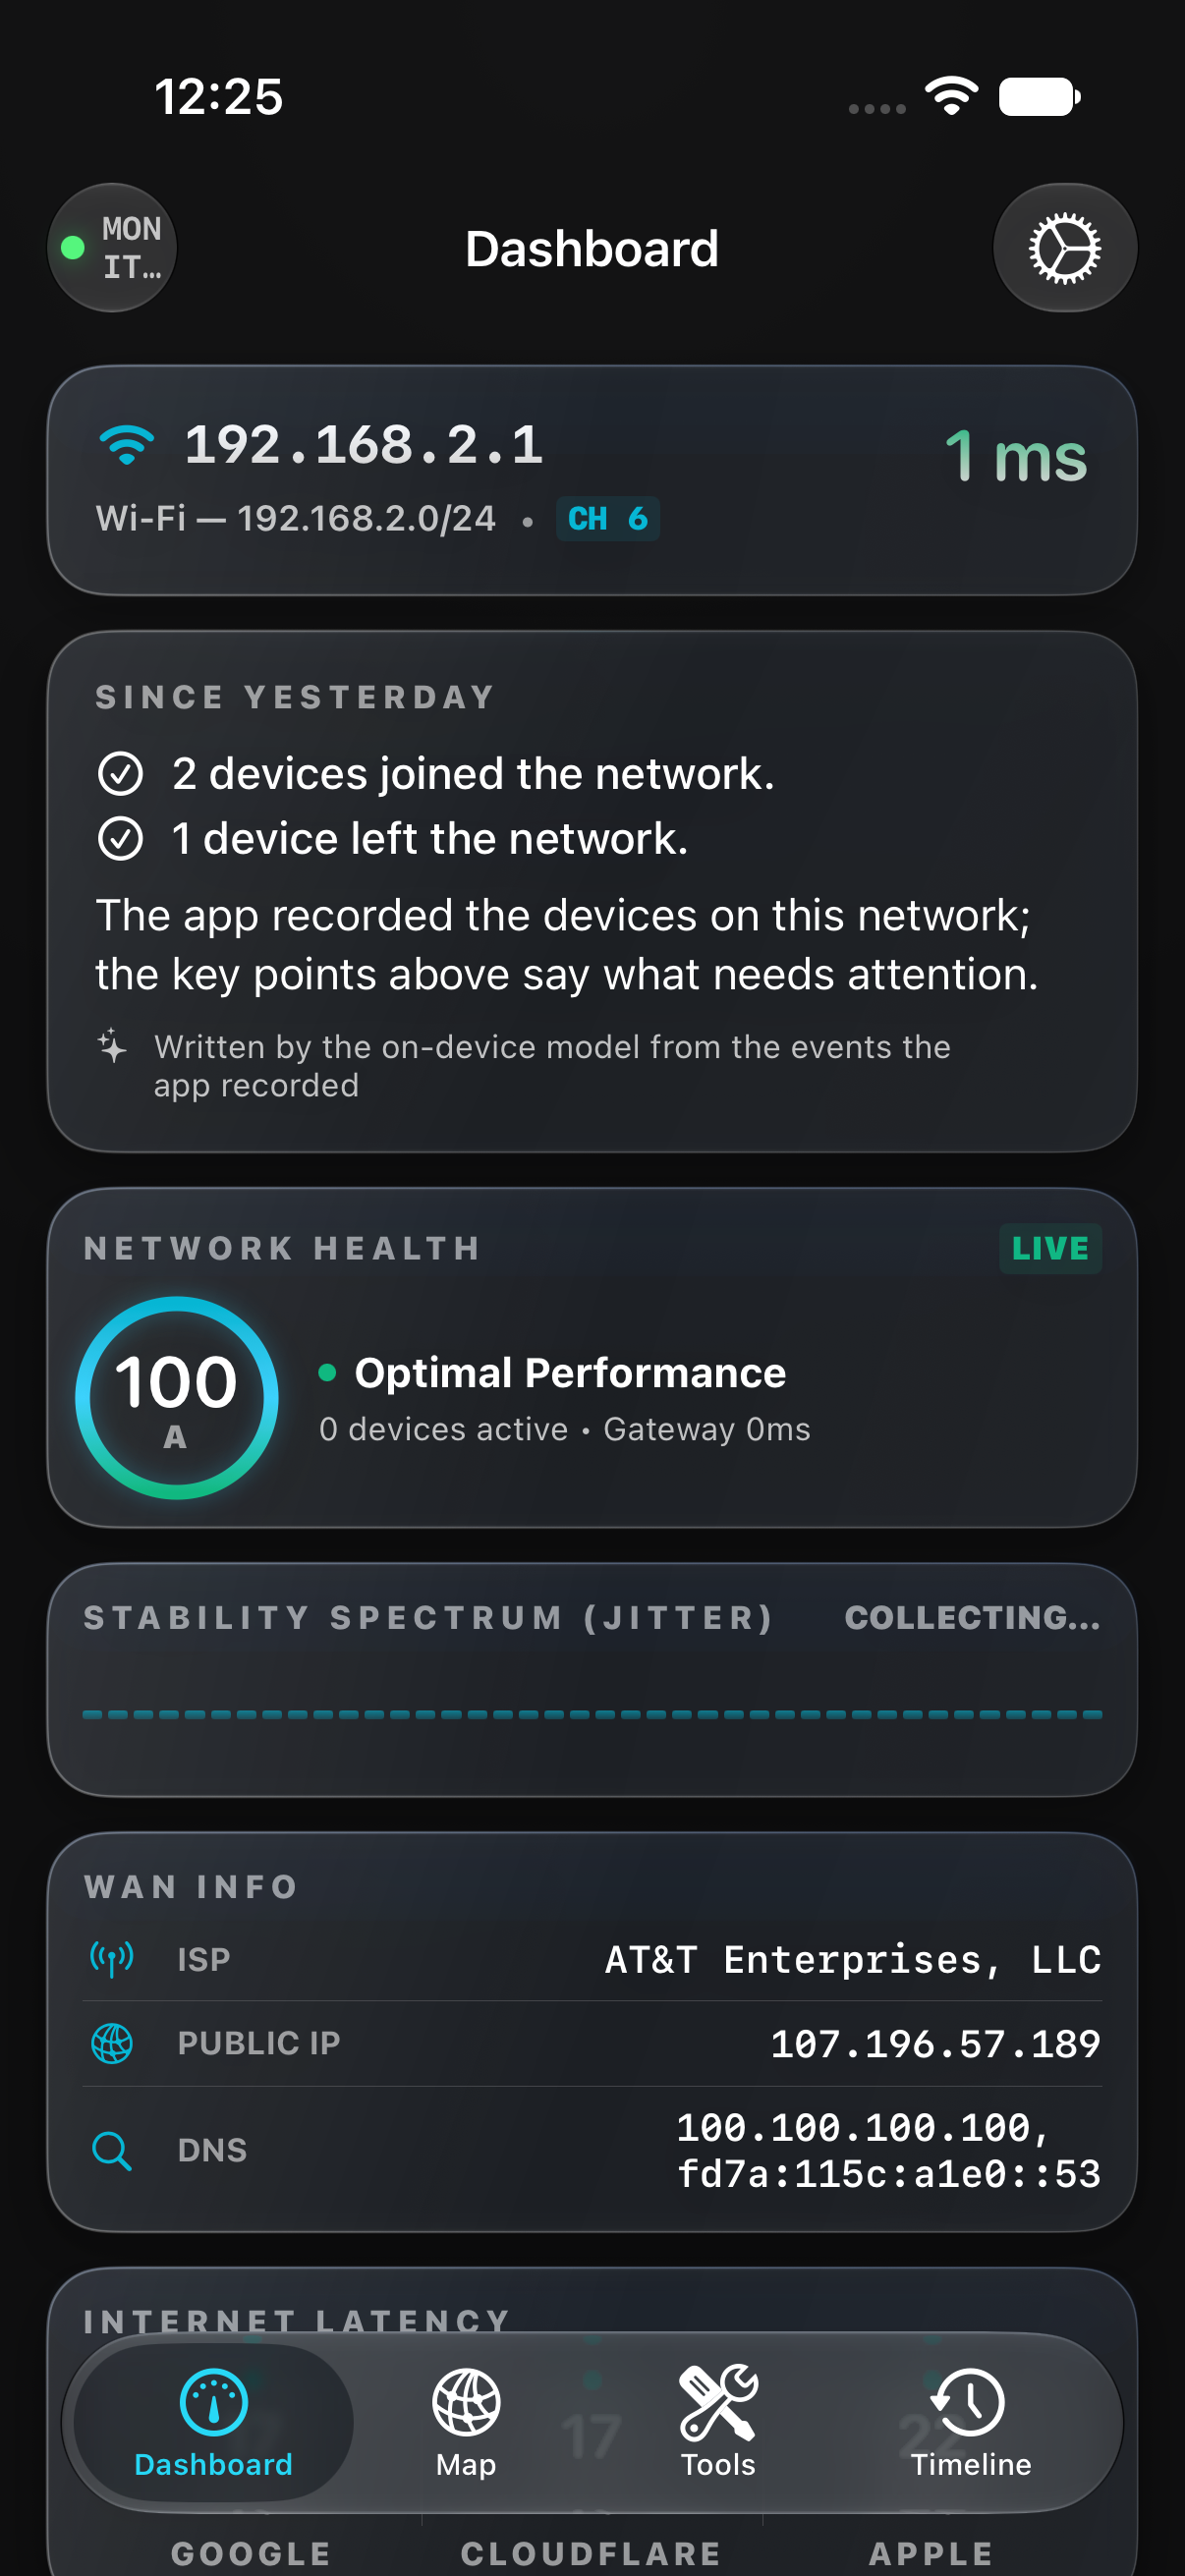 12:25
MON
IT…
Dashboard
192.168.2.1
1 ms
Wi-Fi — 192.168.2.0/24 • CH 6
SINCE YESTERDAY
2 devices joined the network.
1 device left the network.
The app recorded the devices on this network;
the key points above say what needs attention.
Written by the on-device model from the events the
app recorded
NETWORK HEALTH
LIVE
100
A
Optimal Performance
0 devices active • Gateway 0ms
STABILITY SPECTRUM (JITTER)
COLLECTING...
WAN INFO
ISP
AT&T Enterprises, LLC
PUBLIC IP
107.196.57.189
DNS
100.100.100.100,
fd7a:115c:a1e0::53
INTERNET LATENCY
17
22
Dashboard
Map
Tools
Timeline
GOOGLE
CLOUDFLARE
APPLE